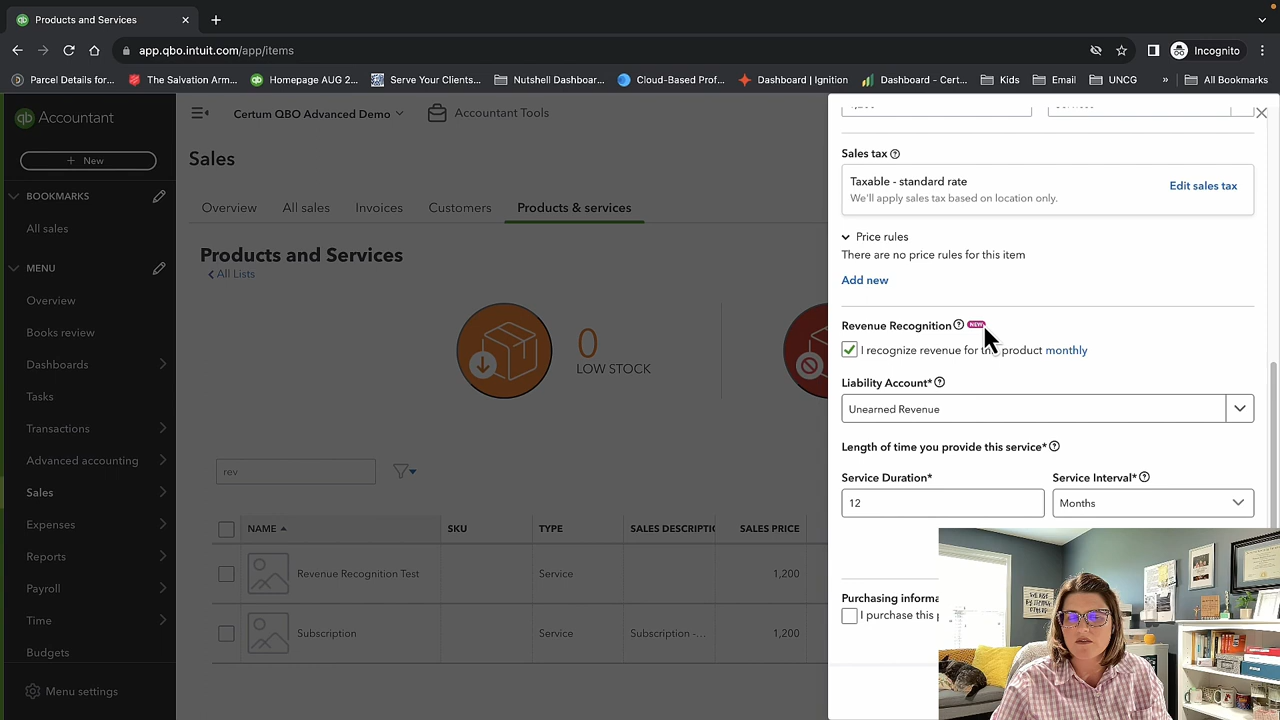 Products and Services
app.qbo.intuit.com/app/items
Incognito
Parcel Details for...
The Salvation Arm...
Homepage AUG 2...
Serve Your Clients...
Nutshell Dashboar...
Cloud-Based Prof...
Dashboard | Ignition
Dashboard - Cert...
Kids
Email
UNCG
»
All Bookmarks
qb Accountant
Certum QBO Advanced Demo
Accountant Tools
+ New
Sales
BOOKMARKS
All sales
MENU
Overview
Books review
Dashboards
Tasks
Transactions
Advanced accounting
Sales
Expenses
Reports
Payroll
Time
Budgets
Menu settings
Overview
All sales
Invoices
Customers
Products & services
Products and Services
All Lists
0
LOW STOCK
rev
NAME
SKU
TYPE
SALES DESCRIPTIO
SALES PRICE
Revenue Recognition Test
Service
1,200
Subscription
Service
Subscription -...
1,200
Sales tax
Taxable - standard rate
We'll apply sales tax based on location only.
Edit sales tax
Price rules
There are no price rules for this item
Add new
Revenue Recognition
NEW
I recognize revenue for this product monthly
Liability Account*
Unearned Revenue
Length of time you provide this service*
Service Duration*
Service Interval*
12
Months
Purchasing informa
I purchase this p